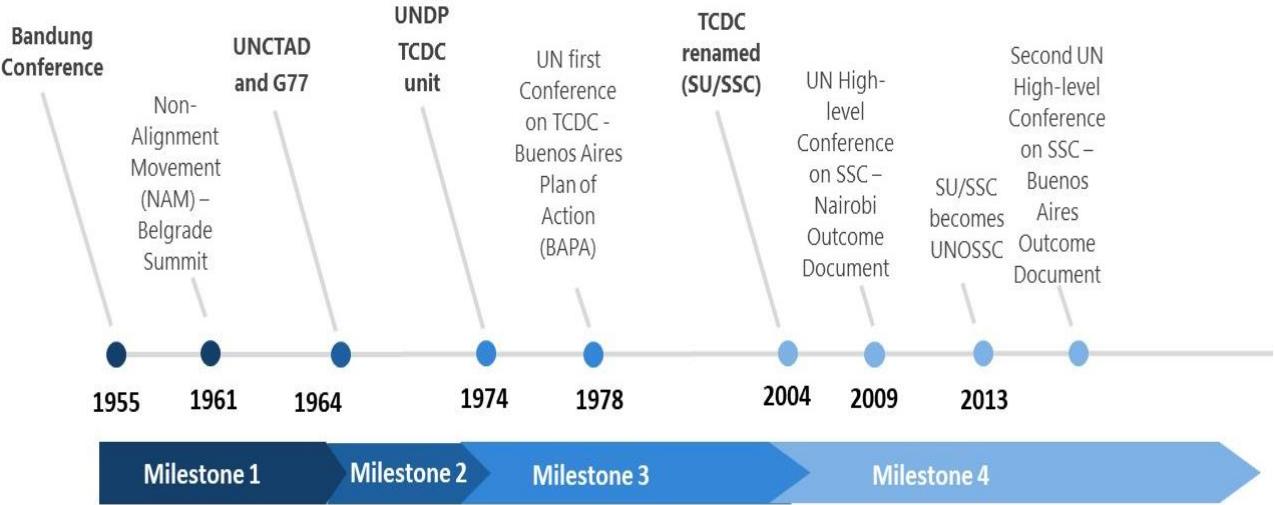 Bandung
Conference
Non-
Alignment
Movement
(NAM) –
Belgrade
Summit
UNCTAD
and G77
UNDP
TCDC
unit
UN first
Conference
on TCDC -
Buenos Aires
Plan of
Action
(BAPA)
TCDC
renamed
(SU/SSC)
UN High-
level
Conference
on SSC –
Nairobi
Outcome
Document
SU/SSC
becomes
UNOSSC
Second UN
High-level
Conference
on SSC –
Buenos
Aires
Outcome
Document
1955
1961
1964
1974
1978
2004
2009
2013
Milestone 1
Milestone 2
Milestone 3
Milestone 4